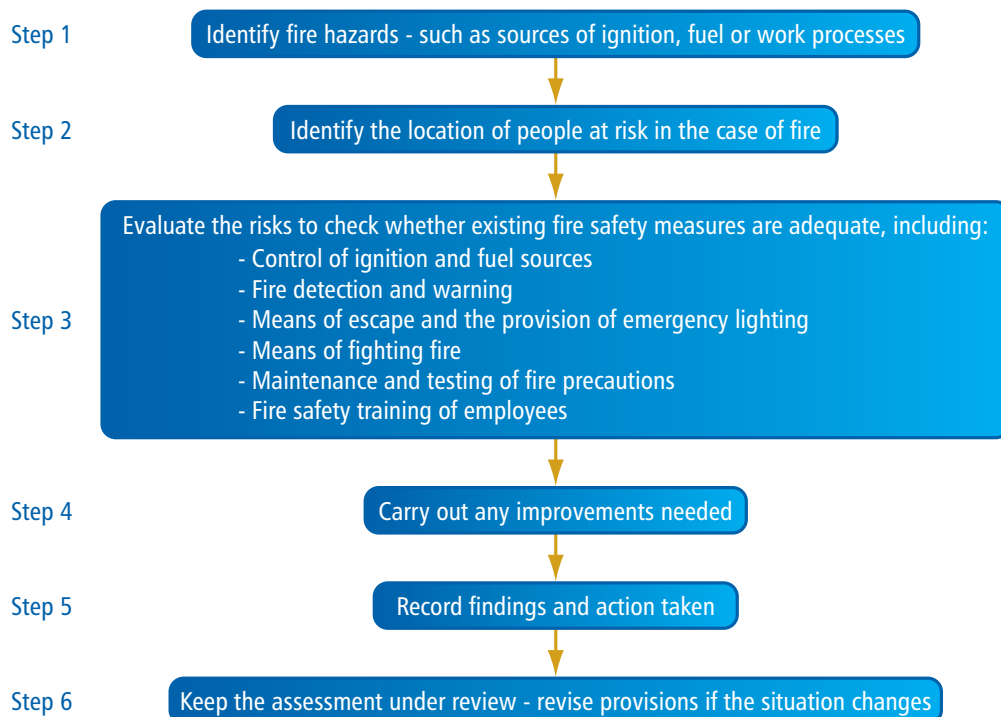 Step 1
Identify fire hazards - such as sources of ignition, fuel or work processes
Step 2
Identify the location of people at risk in the case of fire
Step 3
Evaluate the risks to check whether existing fire safety measures are adequate, including:
- Control of ignition and fuel sources
- Fire detection and warning
- Means of escape and the provision of emergency lighting
- Means of fighting fire
- Maintenance and testing of fire precautions
- Fire safety training of employees
Step 4
Carry out any improvements needed
Step 5
Record findings and action taken
Step 6
Keep the assessment under review - revise provisions if the situation changes